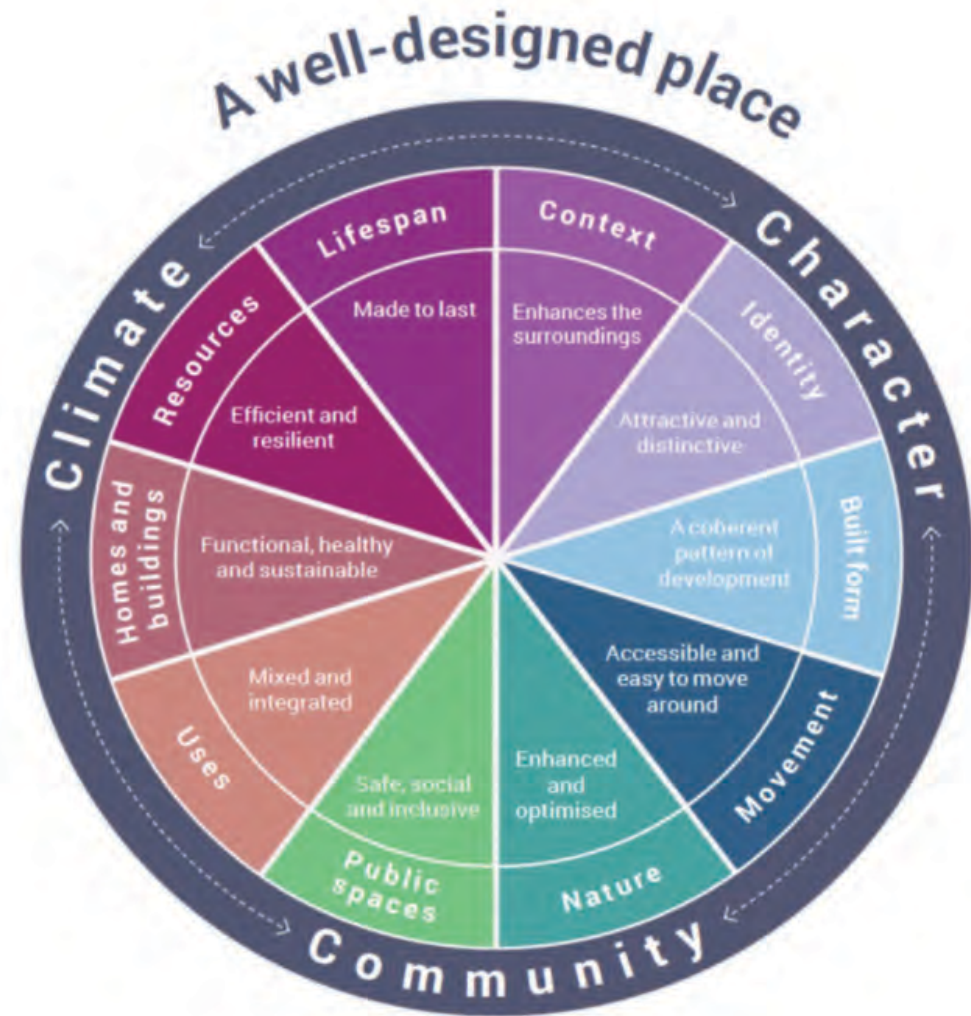 A well-designed place
Climate
Character
Community
Context
Enhances the
surroundings
Identity
Attractive and
distinctive
Built form
A coherent
pattern of
development
Movement
Accessible and
easy to move
around
Nature
Enhanced
and
optimised
Public
spaces
Safe, social
and inclusive
Uses
Mixed and
integrated
Homes and
buildings
Functional, healthy
and sustainable
Resources
Efficient and
resilient
Lifespan
Made to last